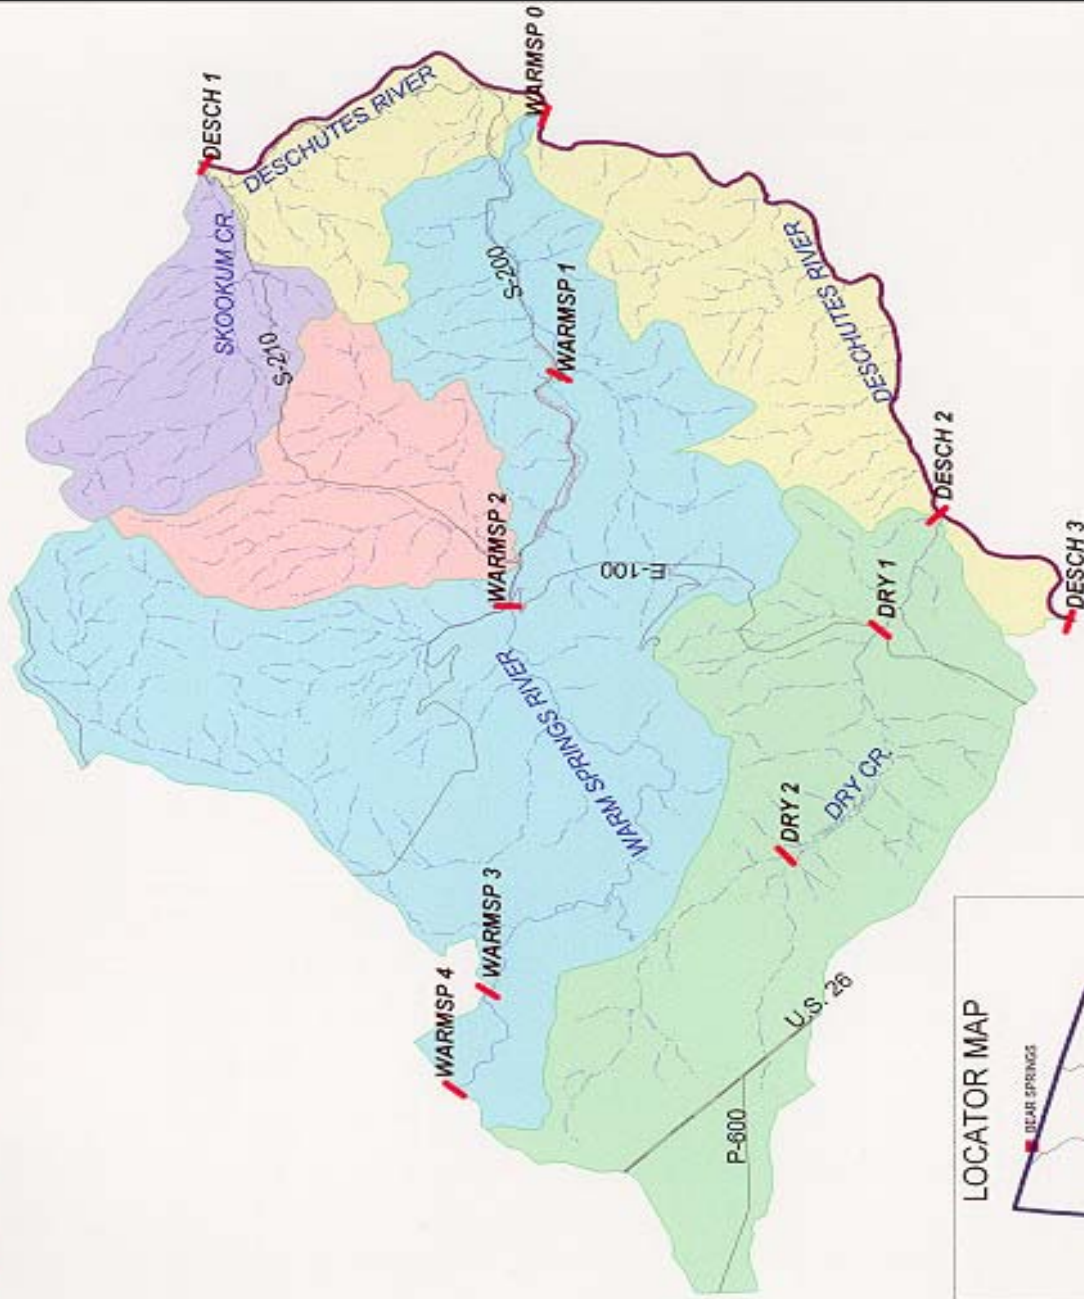 DESCH 1
DESCHUTES RIVER
WARMSP 0
SKOOKUM CR.
S-210
S-200
WARMSP 1
DESCHUTES RIVER
WARMSP 2
E-100
DESCH 2
DESCH 3
DRY 1
WARM SPRINGS RIVER
DRY 2
DRY CR.
WARMSP 3
WARMSP 4
U.S. 26
P-600
LOCATOR MAP
BEAR SPRINGS